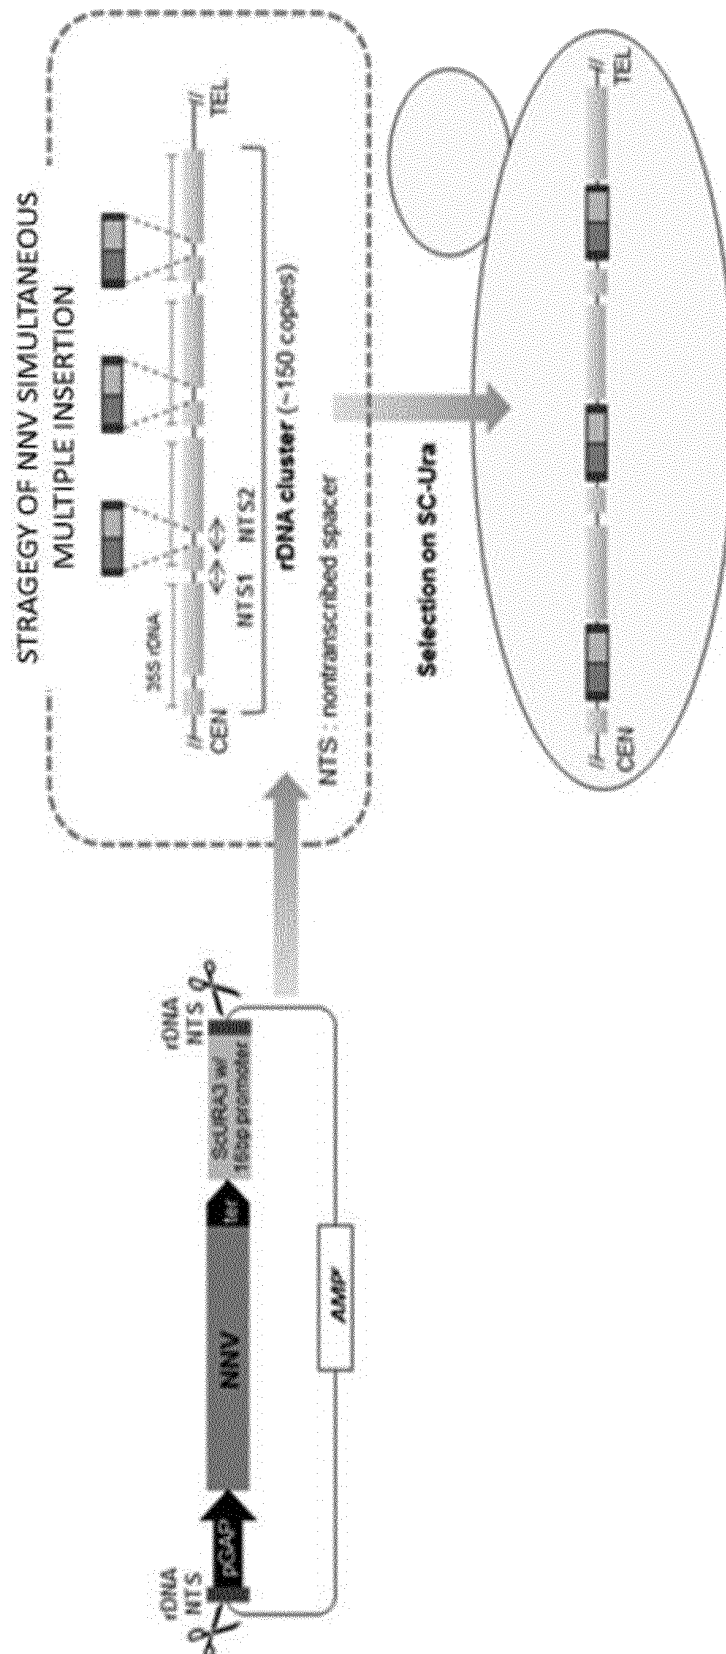 STRAGEGY OF NNV SIMULTANEOUS
MULTIPLE INSERTION
35S rDNA
CEN
TEL
NTS1
NTS2
rDNA cluster (~150 copies)
NTS : nontranscribed spacer
rDNA
NTS
pGAP
NNV
ter
ScURA3 w/
16bp promoter
rDNA
NTS
AMPr
Selection on SC-Ura
CEN
TEL